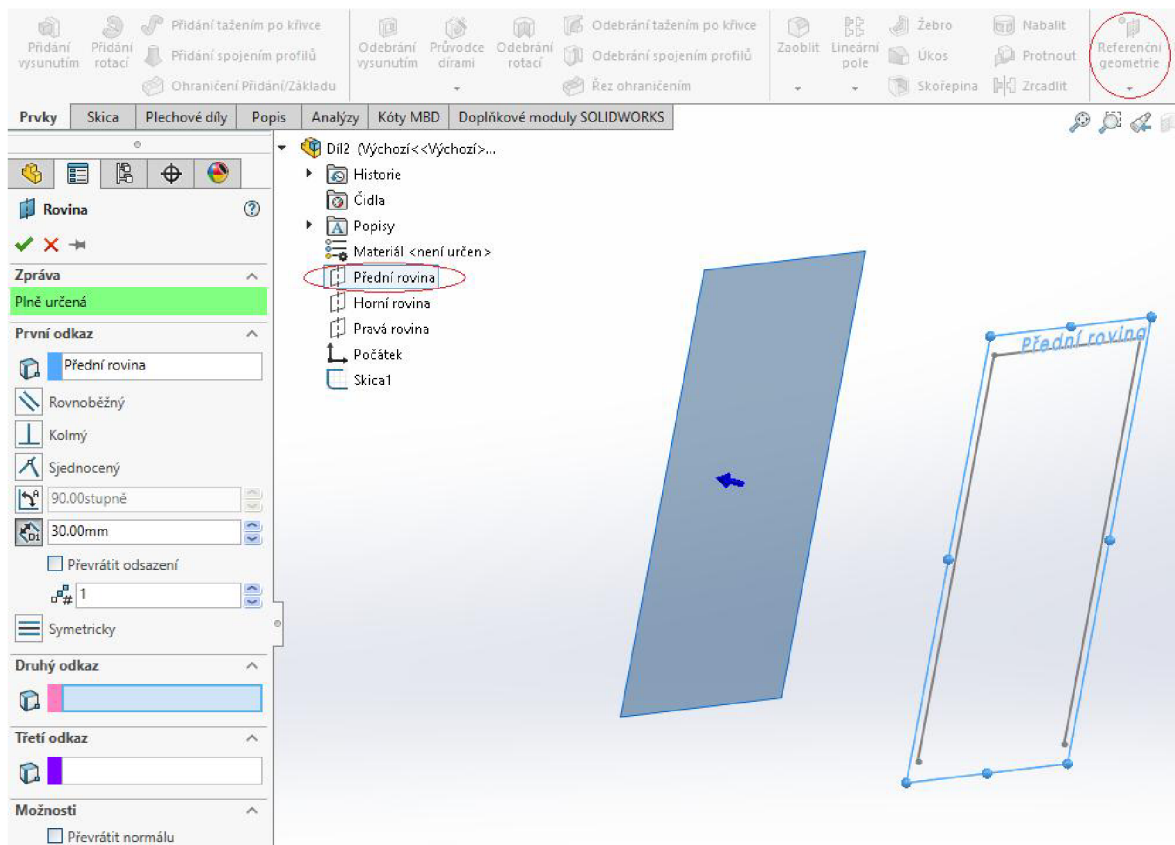 Přidání vysunutím
Přidání rotací
Přidání tažením po křivce
Přidání spojením profilů
Ohraničení Přidání/Základu
Odebrání vysunutím
Průvodce dírami
Odebrání rotací
Odebrání tažením po křivce
Odebrání spojením profilů
Řez ohraničením
Zaoblit
Lineární pole
Žebro
Úkos
Skořepina
Nabalit
Protnout
Zrcadlit
Referenční geometrie
Prvky
Skica
Plechové díly
Popis
Analýzy
Kóty MBD
Doplňkové moduly SOLIDWORKS
Rovina
Zpráva
Plně určená
První odkaz
Přední rovina
Rovnoběžný
Kolmý
Sjednocený
90.00stupně
30.00mm
Převrátit odsazení
1
Symetricky
Druhý odkaz
Třetí odkaz
Možnosti
Převrátit normálu
Díl2 (Výchozí<<Výchozí>...
Historie
Čidla
Popisy
Materiál <není určen>
Přední rovina
Horní rovina
Pravá rovina
Počátek
Skica1
Přední rovina